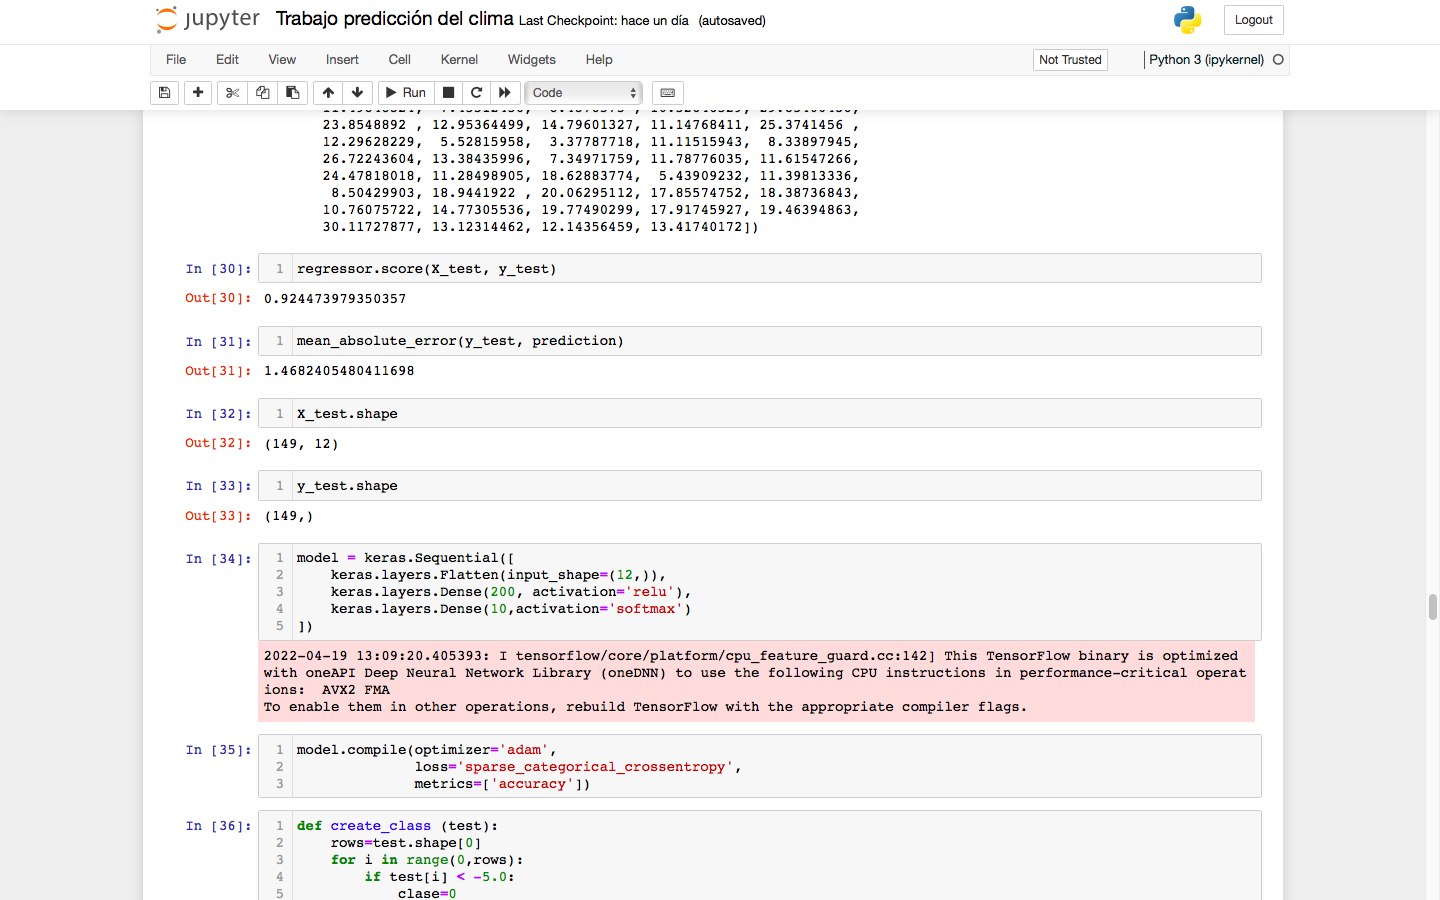 jupyter Trabajo predicción del clima Last Checkpoint: hace un día (autosaved) Logout
File Edit View Insert Cell Kernel Widgets Help Not Trusted Python 3 (ipykernel)
Run Code
23.8548892 , 12.95364499, 14.79601327, 11.14768411, 25.3741456 ,
12.29628229, 5.52815958, 3.37787718, 11.11515943, 8.33897945,
26.72243604, 13.38435996, 7.34971759, 11.78776035, 11.61547266,
24.47818018, 11.28498905, 18.62883774, 5.43909232, 11.39813336,
8.50429903, 18.9441922 , 20.06295112, 17.85574752, 18.38736843,
10.76075722, 14.77305536, 19.77490299, 17.91745927, 19.46394863,
30.11727877, 13.12314462, 12.14356459, 13.41740172])
In [30]: 1 regressor.score(X_test, y_test)
Out[30]: 0.924473979350357
In [31]: 1 mean_absolute_error(y_test, prediction)
Out[31]: 1.4682405480411698
In [32]: 1 X_test.shape
Out[32]: (149, 12)
In [33]: 1 y_test.shape
Out[33]: (149,)
In [34]: 1 model = keras.Sequential([
2 keras.layers.Flatten(input_shape=(12,)),
3 keras.layers.Dense(200, activation='relu'),
4 keras.layers.Dense(10,activation='softmax')
5 ])
2022-04-19 13:09:20.405393: I tensorflow/core/platform/cpu_feature_guard.cc:142] This TensorFlow binary is optimized
with oneAPI Deep Neural Network Library (oneDNN) to use the following CPU instructions in performance-critical operat
ions: AVX2 FMA
To enable them in other operations, rebuild TensorFlow with the appropriate compiler flags.
In [35]: 1 model.compile(optimizer='adam',
2 loss='sparse_categorical_crossentropy',
3 metrics=['accuracy'])
In [36]: 1 def create_class (test):
2 rows=test.shape[0]
3 for i in range(0,rows):
4 if test[i] < -5.0:
5 clase=0